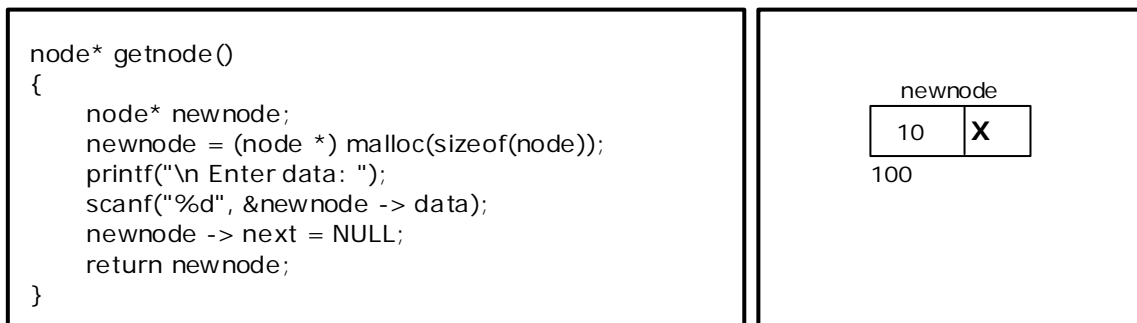 node* getnode()
{
node* newnode;
newnode = (node *) malloc(sizeof(node));
printf("\n Enter data: ");
scanf("%d", &newnode -> data);
newnode -> next = NULL;
return newnode;
}
newnode
10 X
100